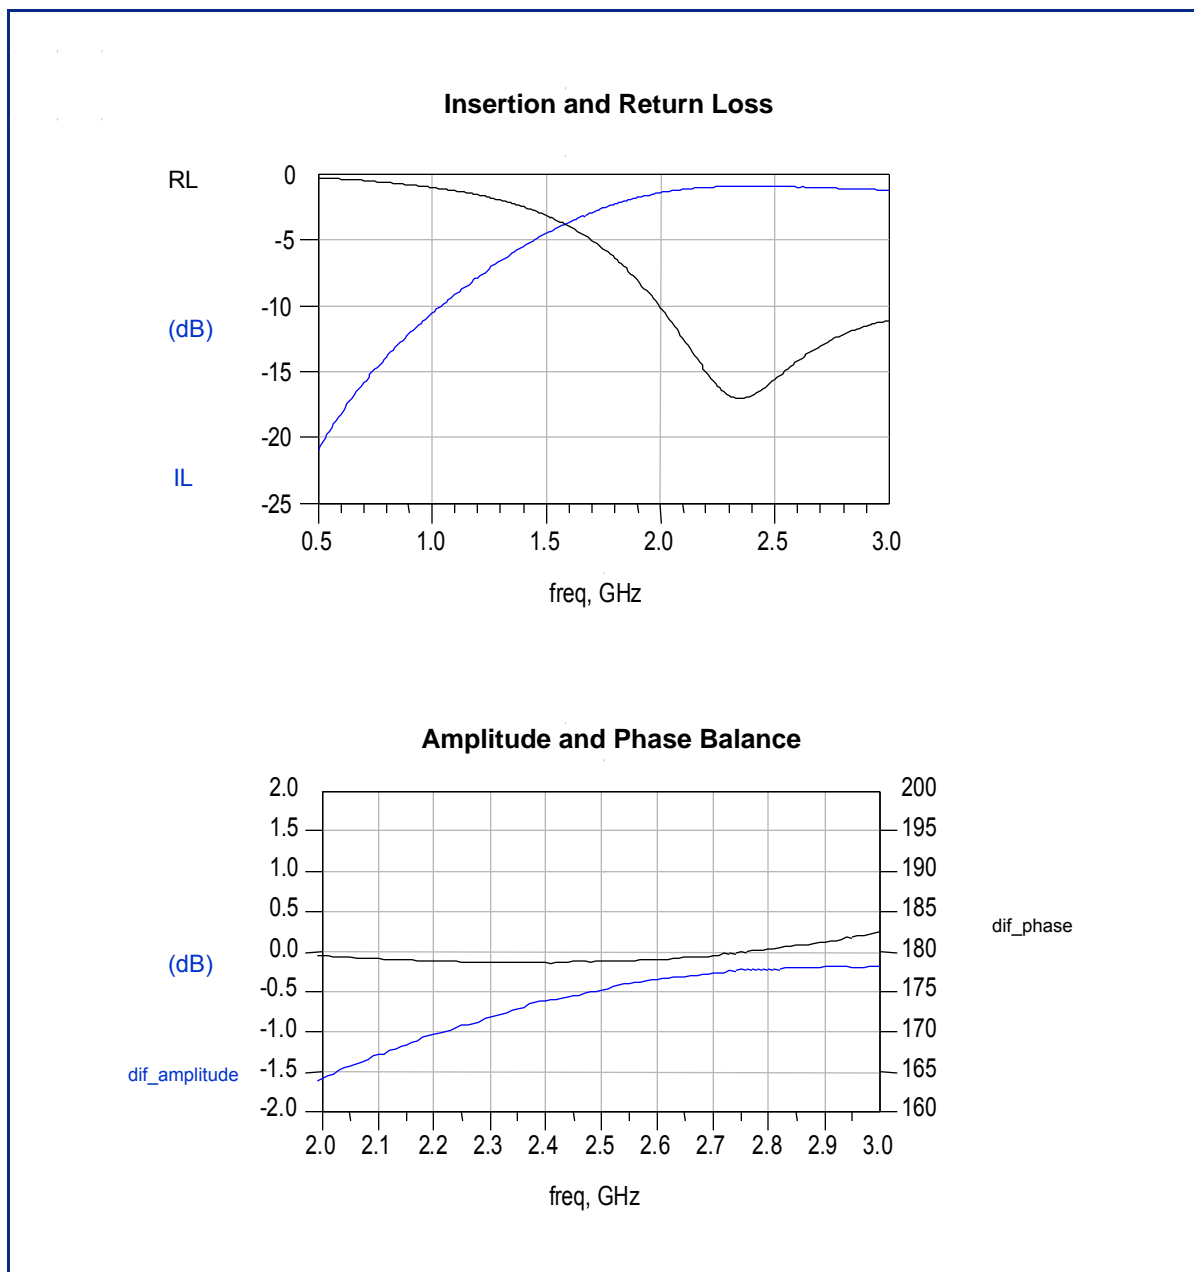 Insertion and Return Loss
RL
(dB)
IL
0
-5
-10
-15
-20
-25
0.5 1.0 1.5 2.0 2.5 3.0
freq, GHz
Amplitude and Phase Balance
(dB)
dif_amplitude
2.0
1.5
1.0
0.5
0.0
-0.5
-1.0
-1.5
-2.0
200
195
190
185
180
175
170
165
160
dif_phase
2.0 2.1 2.2 2.3 2.4 2.5 2.6 2.7 2.8 2.9 3.0
freq, GHz